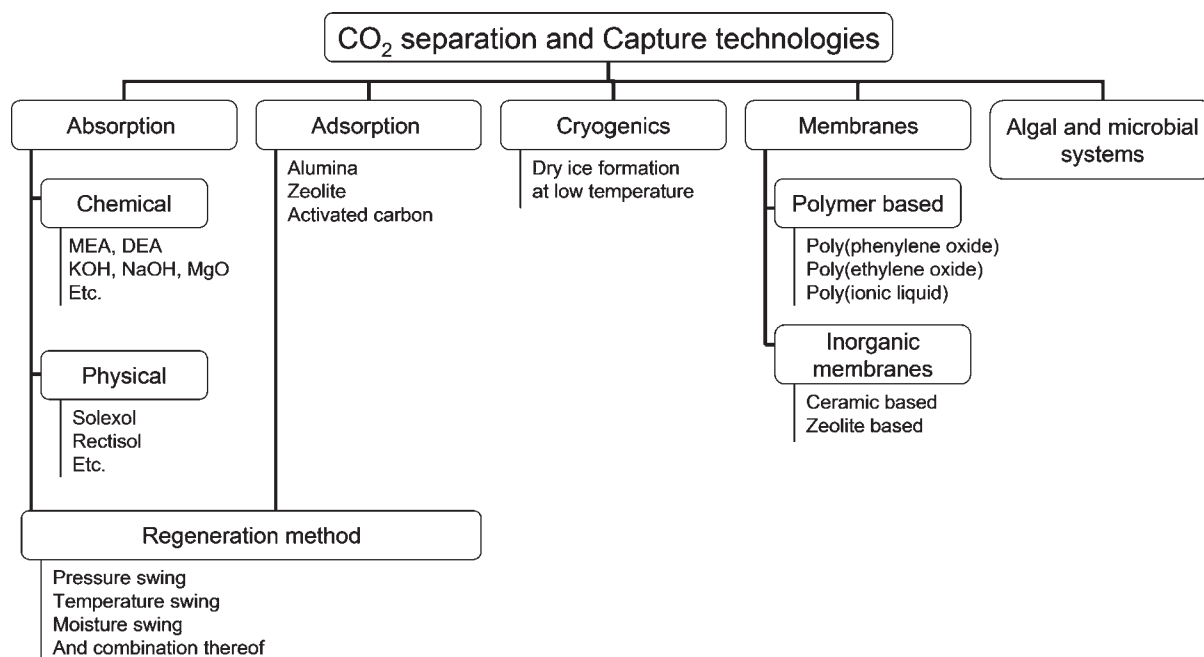 CO₂ separation and Capture technologies
Absorption
Adsorption
Cryogenics
Membranes
Algal and microbial
systems
Alumina
Zeolite
Activated carbon
Dry ice formation
at low temperature
Chemical
MEA, DEA
KOH, NaOH, MgO
Etc.
Polymer based
Poly(phenylene oxide)
Poly(ethylene oxide)
Poly(ionic liquid)
Physical
Solexol
Rectisol
Etc.
Inorganic
membranes
Ceramic based
Zeolite based
Regeneration method
Pressure swing
Temperature swing
Moisture swing
And combination thereof